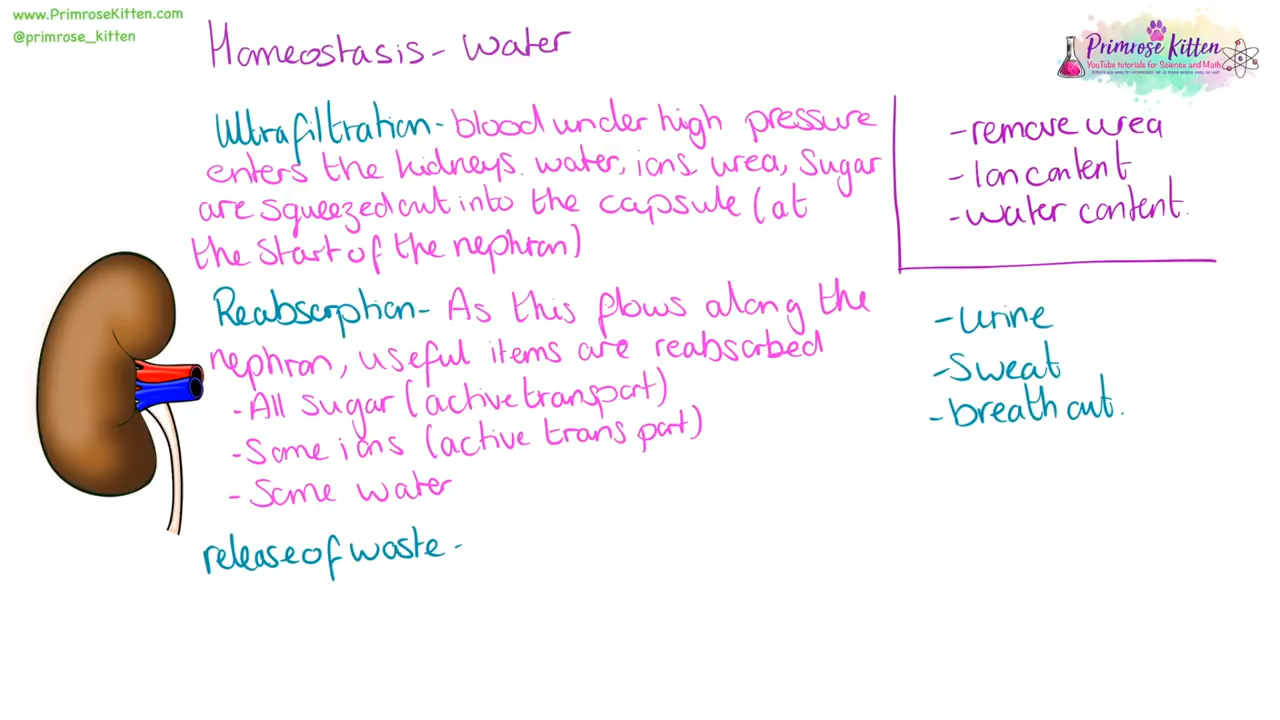 www.PrimroseKitten.com
@primrose_kitten
Homeostasis - water
Primrose Kitten
YouTube tutorials for Science and Math
Ultrafiltration - blood under high pressure
enters the kidneys. water, ions, urea, sugar
are squeezed out into the capsule (at
the start of the nephron)
Reabsorption - As this flows along the
nephron, useful items are reabsorbed
- All sugar (active transport)
- Some ions (active transport)
- Some water
release of waste -
- remove urea
- Ion content
- water content.
- urine
- Sweat
- breath out.